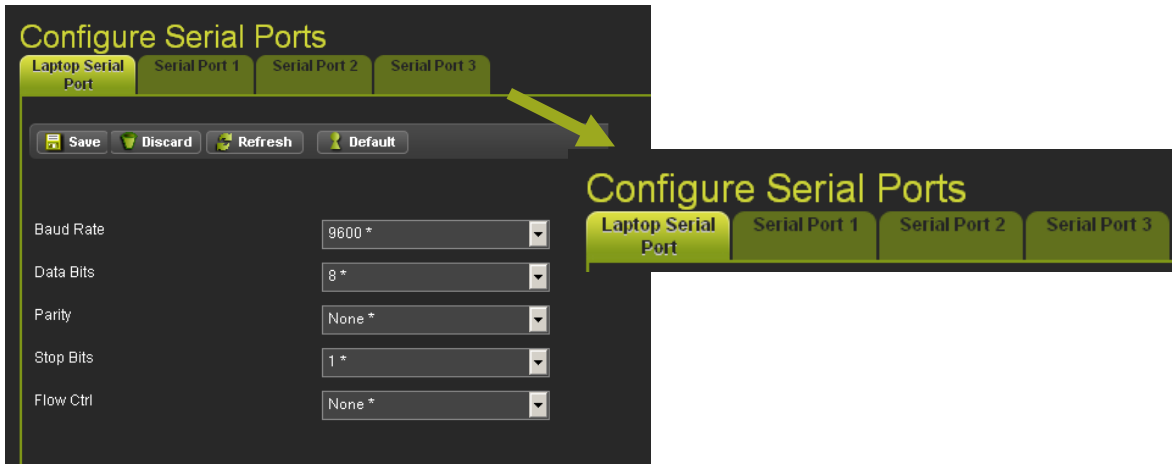 Configure Serial Ports
Laptop Serial Port
Serial Port 1
Serial Port 2
Serial Port 3
Save
Discard
Refresh
Default
Baud Rate
9600 *
Data Bits
8 *
Parity
None *
Stop Bits
1 *
Flow Ctrl
None *
Configure Serial Ports
Laptop Serial Port
Serial Port 1
Serial Port 2
Serial Port 3